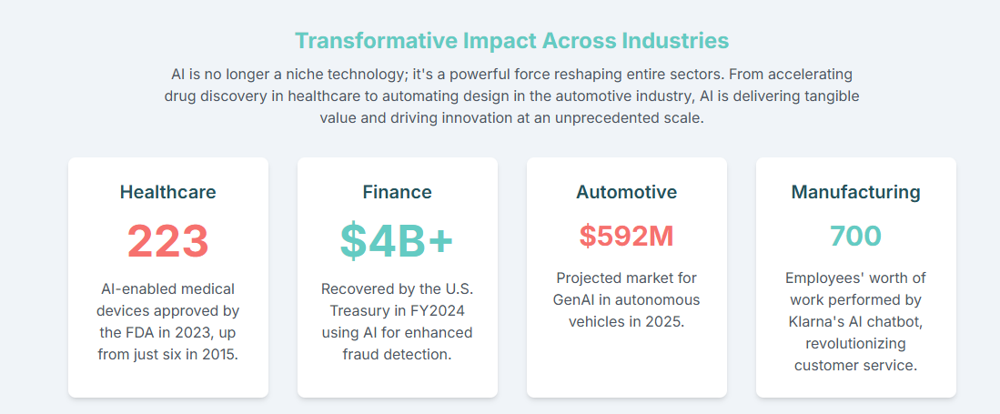 Transformative Impact Across Industries
AI is no longer a niche technology; it's a powerful force reshaping entire sectors. From accelerating
drug discovery in healthcare to automating design in the automotive industry, AI is delivering tangible
value and driving innovation at an unprecedented scale.
Healthcare
223
AI-enabled medical
devices approved by
the FDA in 2023, up
from just six in 2015.
Finance
$4B+
Recovered by the U.S.
Treasury in FY2024
using AI for enhanced
fraud detection.
Automotive
$592M
Projected market for
GenAI in autonomous
vehicles in 2025.
Manufacturing
700
Employees' worth of
work performed by
Klarna's AI chatbot,
revolutionizing
customer service.